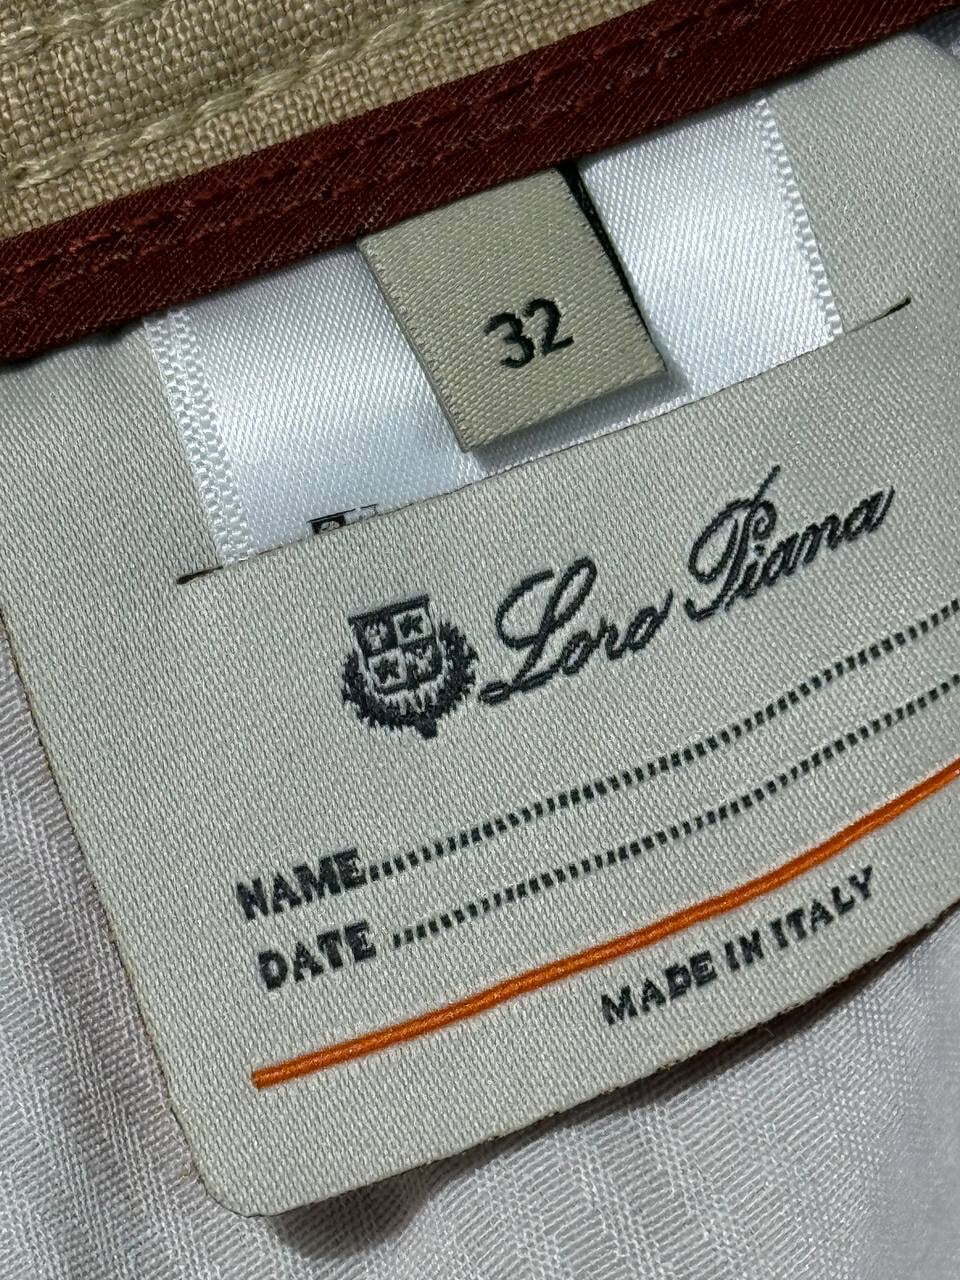 32
Loro Piana
NAME..............................................................
DATE ..............................................................
MADE IN ITALY